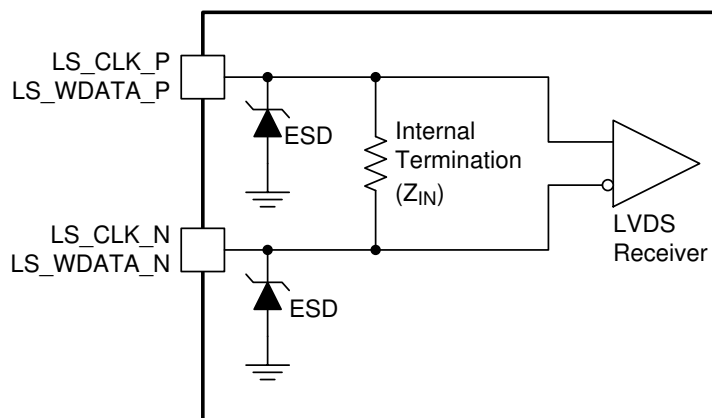 LS_CLK_P
LS_WDATA_P
ESD
Internal
Termination
(Z_IN)
LS_CLK_N
LS_WDATA_N
LVDS
Receiver
ESD